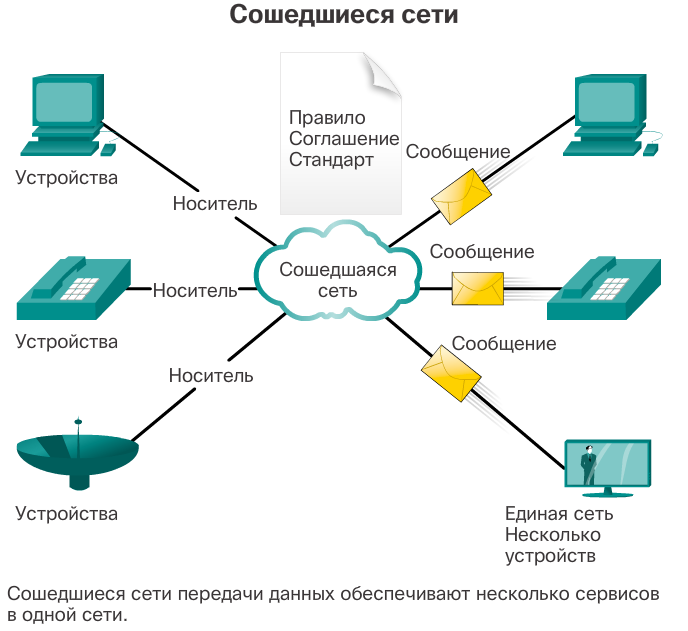 Сошедшиеся сети
Правило
Соглашение
Стандарт
Сообщение
Устройства
Носитель
Сообщение
Сошедшаяся
сеть
Носитель
Устройства
Сообщение
Носитель
Устройства
Единая сеть
Несколько
устройств
Сошедшиеся сети передачи данных обеспечивают несколько сервисов
в одной сети.